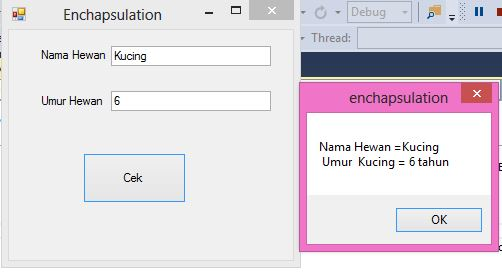 Enchapsulation
Nama Hewan Kucing
Umur Hewan 6
Cek
Debug
Thread:
enchapsulation
Nama Hewan =Kucing
Umur Kucing = 6 tahun
OK